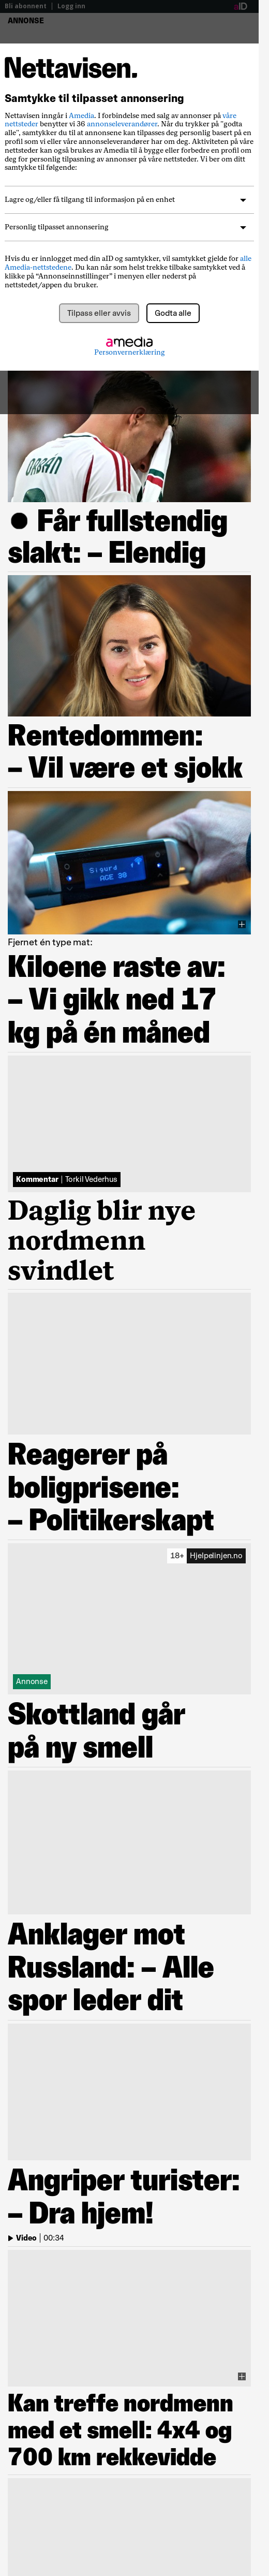 Bli abonnent | Logg inn
aID
ANNONSE
Nettavisen.
Samtykke til tilpasset annonsering
Nettavisen inngår i Amedia. I forbindelse med salg av annonser på våre
nettsteder benytter vi 36 annonseleverandører. Når du trykker på "godta
alle", samtykker du til at annonsene kan tilpasses deg personlig basert på en
profil som vi eller våre annonseleverandører har om deg. Aktiviteten på våre
nettsteder kan også brukes av Amedia til å bygge eller forbedre en profil om
deg for personlig tilpasning av annonser på våre nettsteder. Vi ber om ditt
samtykke til følgende:
Lagre og/eller få tilgang til informasjon på en enhet
Personlig tilpasset annonsering
Hvis du er innlogget med din aID og samtykker, vil samtykket gjelde for alle
Amedia-nettstedene. Du kan når som helst trekke tilbake samtykket ved å
klikke på “Annonseinnstillinger” i menyen eller nederst på
nettstedet/appen du bruker.
Tilpass eller avvis
Godta alle
amedia
Personvernerklæring
ORBÁN
Får fullstendig
slakt: – Elendig
Rentedommen:
– Vil være et sjokk
Sigurd
AGE 39
Fjernet én type mat:
Kiloene raste av:
– Vi gikk ned 17
kg på én måned
Kommentar | Torkil Vederhus
Daglig blir nye
nordmenn
svindlet
Reagerer på
boligprisene:
– Politikerskapt
18+ Hjelpelinjen.no
Annonse
Skottland går
på ny smell
Anklager mot
Russland: – Alle
spor leder dit
Angriper turister:
– Dra hjem!
Video | 00:34
Kan treffe nordmenn
med et smell: 4x4 og
700 km rekkevidde